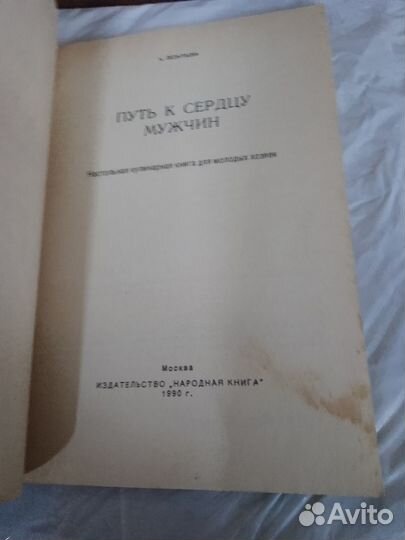 ПУТЬ К СЕРДЦУ
МУЖЧИН
Настольная кулинарная книга для молодых хозяек
Москва
ИЗДАТЕЛЬСТВО „НАРОДНАЯ КНИГА"
1990 г.
Avito